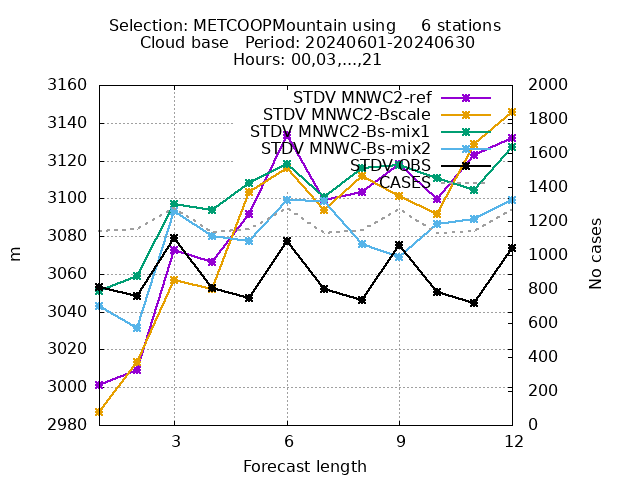 Selection: METCOOPMountain using     6 stations
Cloud base   Period: 20240601-20240630
Hours: 00,03,...,21
3160
3140
3120
3100
3080
3060
3040
3020
3000
2980
m
STDV MNWC2-ref
STDV MNWC2-Bscale
STDV MNWC2-Bs-mix1
STDV MNWC-Bs-mix2
STDV OBS
CASES
2000
1800
1600
1400
1200
1000
800
600
400
200
0
No cases
3 6 9 12
Forecast length